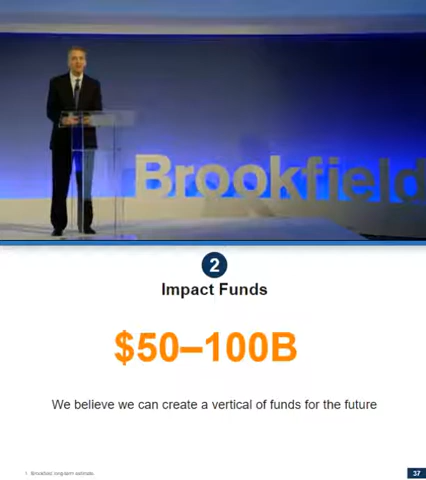 Brookfield
2
Impact Funds
$50–100B
We believe we can create a vertical of funds for the future
1 Brookfield long-term estimate.
37